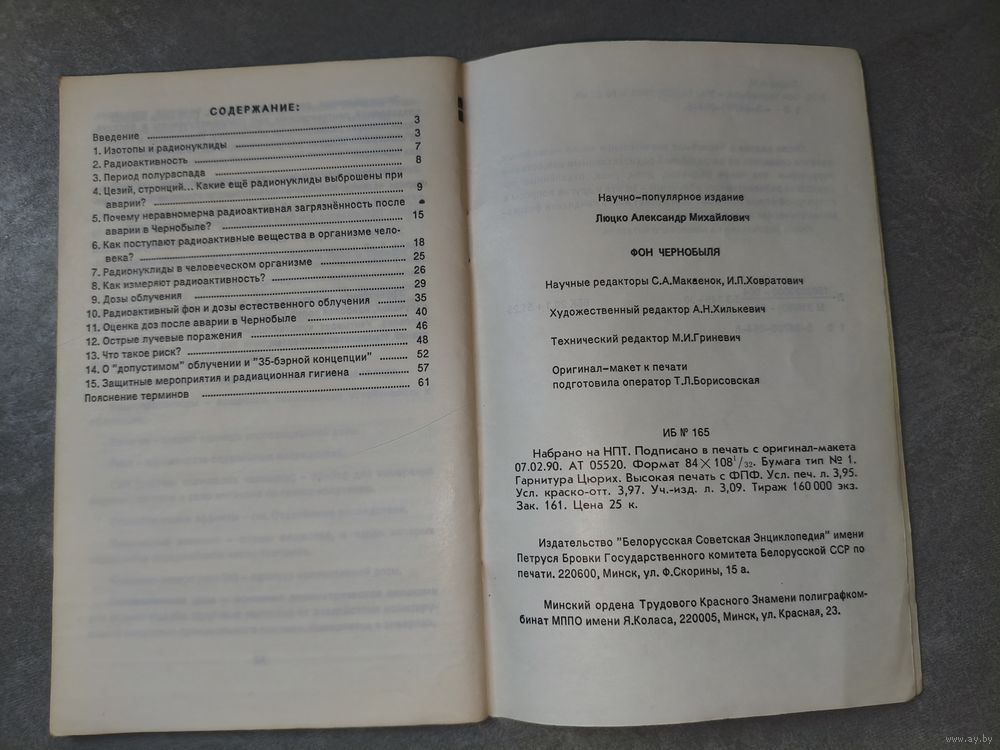 СОДЕРЖАНИЕ:
Введение 3
1. Изотопы и радионуклиды 3
2. Радиоактивность 7
3. Период полураспада 8
4. Цезий, стронций... Какие ещё радионуклиды выброшены при
аварии? 9
5. Почему неравномерна радиоактивная загрязнённость после
аварии в Чернобыле? 15
6. Как поступают радиоактивные вещества в организме чело-
века? 18
7. Радионуклиды в человеческом организме 25
8. Как измеряют радиоактивность? 26
9. Дозы облучения 29
10. Радиоактивный фон и дозы естественного облучения 35
11. Оценка доз после аварии в Чернобыле 40
12. Острые лучевые поражения 46
13. Что такое риск? 48
14. О "допустимом" облучении и "35-бэрной концепции" 52
15. Защитные мероприятия и радиационная гигиена 57
Пояснение терминов 61
Научно-популярное издание
Люцко Александр Михайлович
ФОН ЧЕРНОБЫЛЯ
Научные редакторы С.А.Маквенок, И.П.Ховратович
Художественный редактор А.Н.Хилькевич
Технический редактор М.И.Гриневич
Оригинал-макет к печати
подготовила оператор Т.Л.Борисовская
ИБ № 165
Набрано на НПТ. Подписано в печать с оригинал-макета
07.02.90. АТ 05520. Формат 84×108¹/₃₂. Бумага тип № 1.
Гарнитура Цюрих. Высокая печать с ФПФ. Усл. печ. л. 3,95.
Усл. краско-отт. 3,97. Уч.-изд. л. 3,09. Тираж 160 000 экз.
Зак. 161. Цена 25 к.
Издательство "Белорусская Советская Энциклопедия" имени
Петруся Бровки Государственного комитета Белорусской ССР по
печати. 220600, Минск, ул. Ф.Скорины, 15 а.
Минский ордена Трудового Красного Знамени полиграфком-
бинат МППО имени Я.Коласа, 220005, Минск, ул. Красная, 23.
www.ay.by